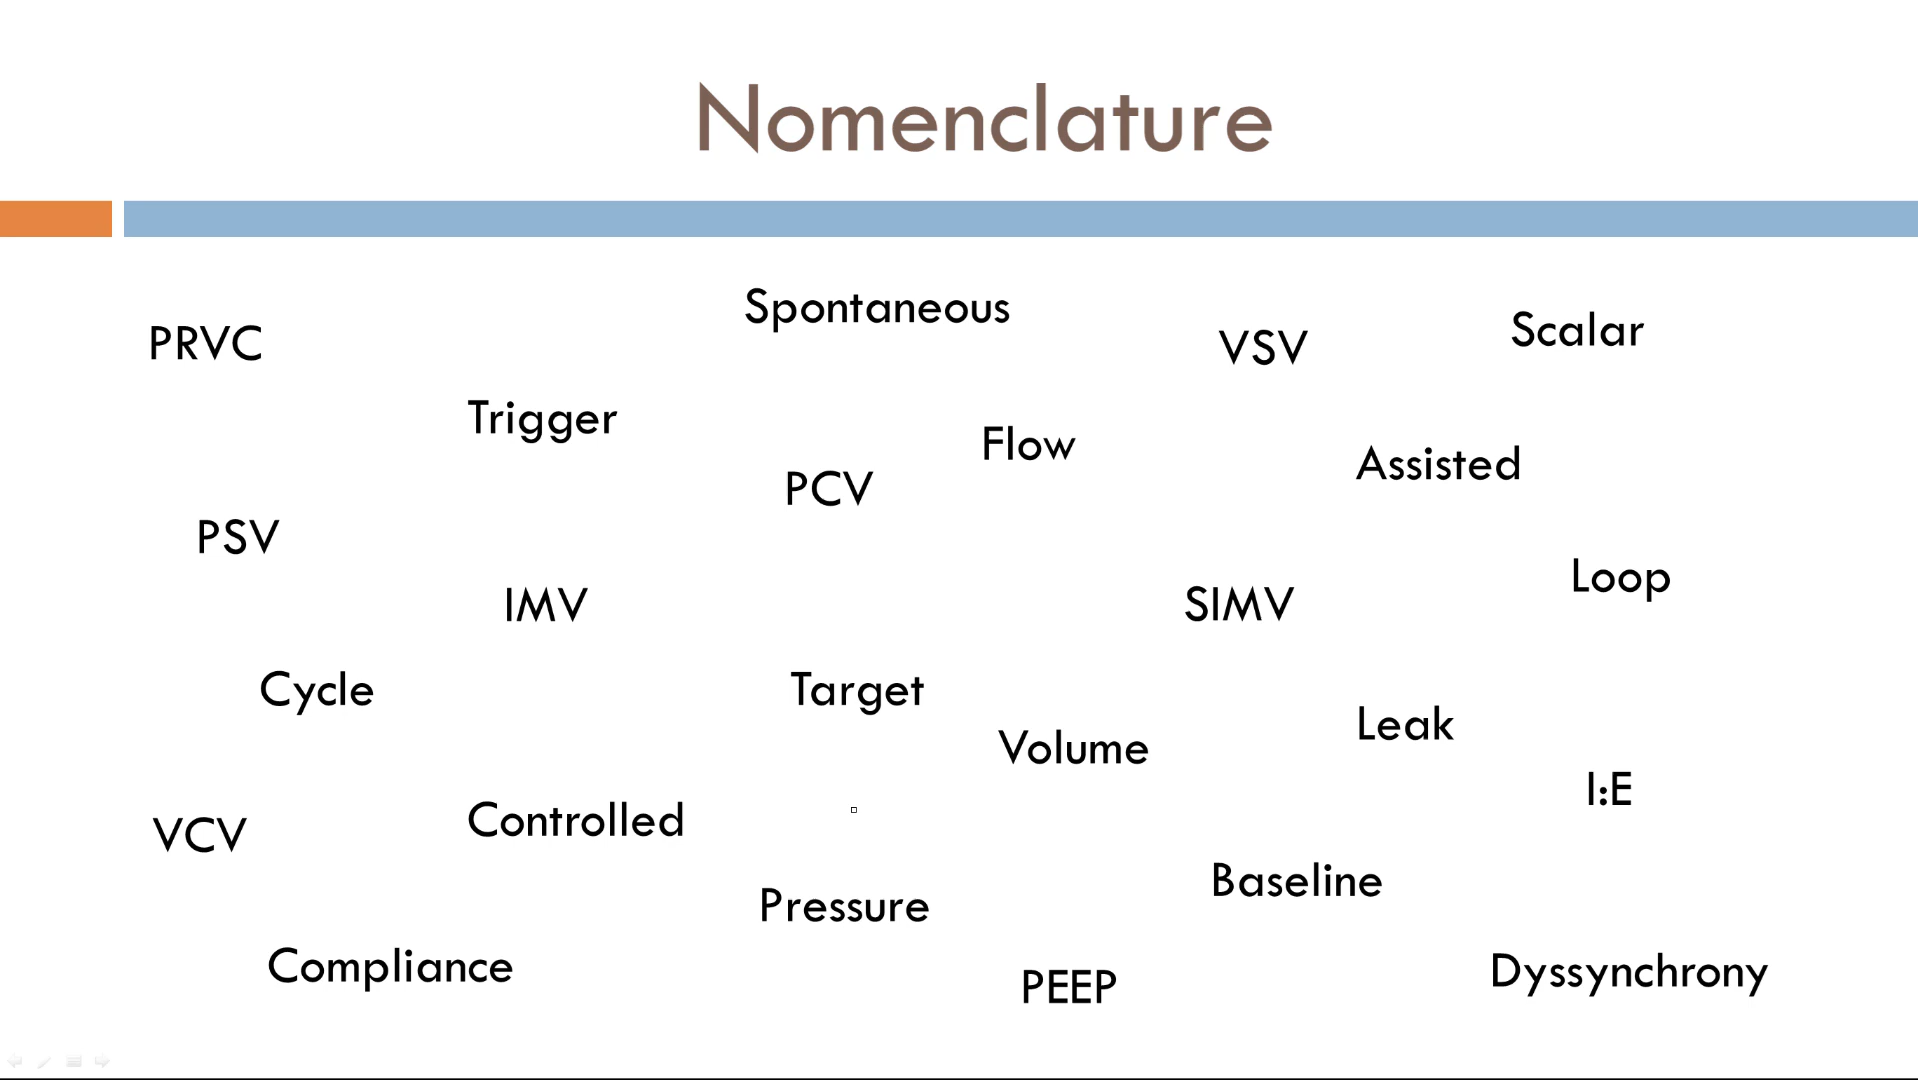 Nomenclature
Spontaneous
PRVC
VSV
Scalar
Trigger
Flow
Assisted
PCV
PSV
IMV
SIMV
Loop
Cycle
Target
Volume
Leak
I:E
VCV
Controlled
Baseline
Pressure
Compliance
PEEP
Dyssynchrony